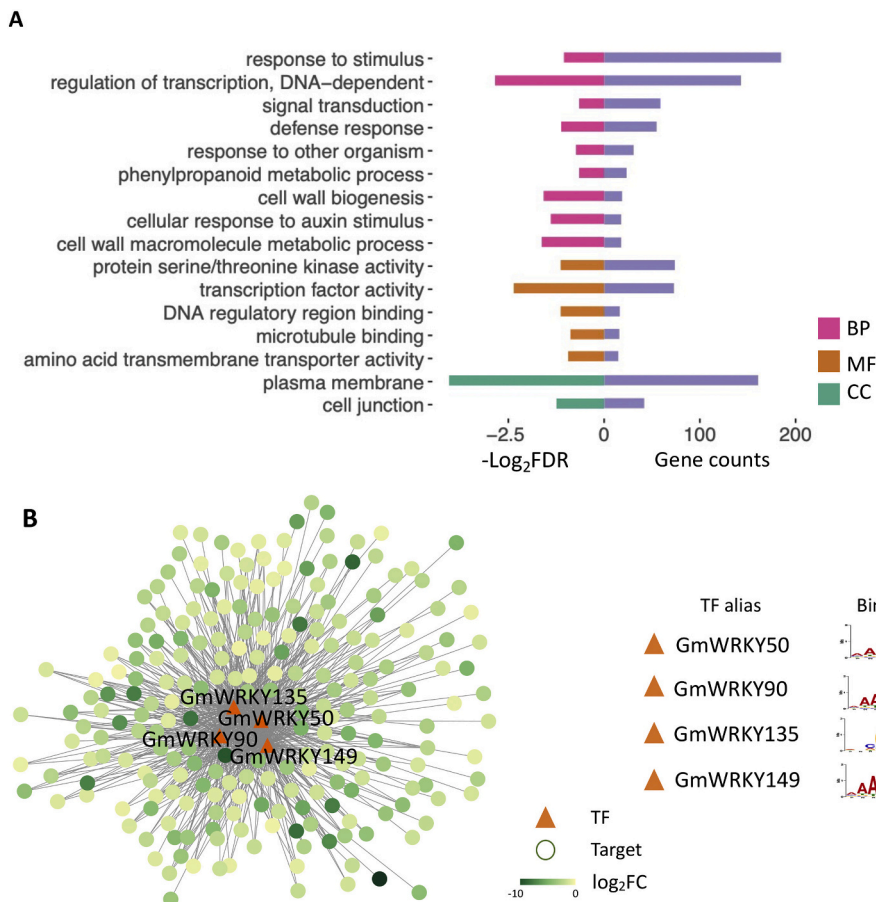 A
response to stimulus
regulation of transcription, DNA-dependent
signal transduction
defense response
response to other organism
phenylpropanoid metabolic process
cell wall biogenesis
cellular response to auxin stimulus
cell wall macromolecule metabolic process
protein serine/threonine kinase activity
transcription factor activity
DNA regulatory region binding
microtubule binding
amino acid transmembrane transporter activity
plasma membrane
cell junction
BP
MF
CC
-2.5 0 100 200
-Log₂FDR Gene counts
B
GmWRKY135
GmWRKY50
GmWRKY90
GmWRKY149
TF alias
GmWRKY50
GmWRKY90
GmWRKY135
GmWRKY149
TF
Target
-10 0 log₂FC